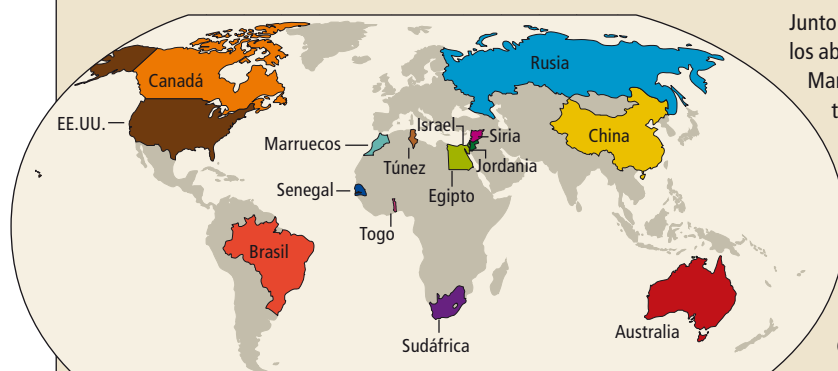 Junto
los ab
Mar
t
Canadá
Rusia
EE.UU.
Marruecos
Israel
Siria
China
Túnez
Jordania
Senegal
Egipto
Togo
Brasil
Australia
Sudáfrica